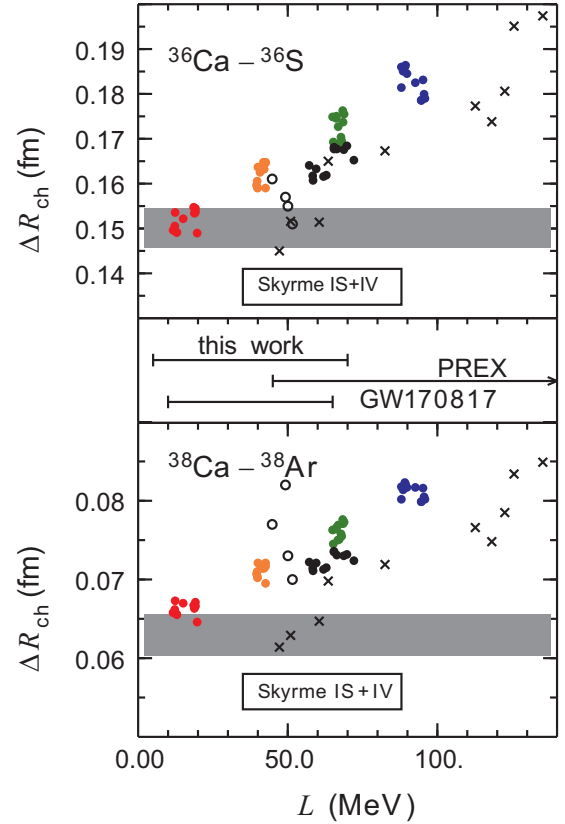 0.19
0.18
0.17
0.16
0.15
0.14
ΔR_ch (fm)
³⁶Ca – ³⁶S
Skyrme IS+IV
this work
PREX
GW170817
³⁸Ca – ³⁸Ar
0.08
0.07
0.06
ΔR_ch (fm)
Skyrme IS+IV
0.00 50.0 100.
L (MeV)